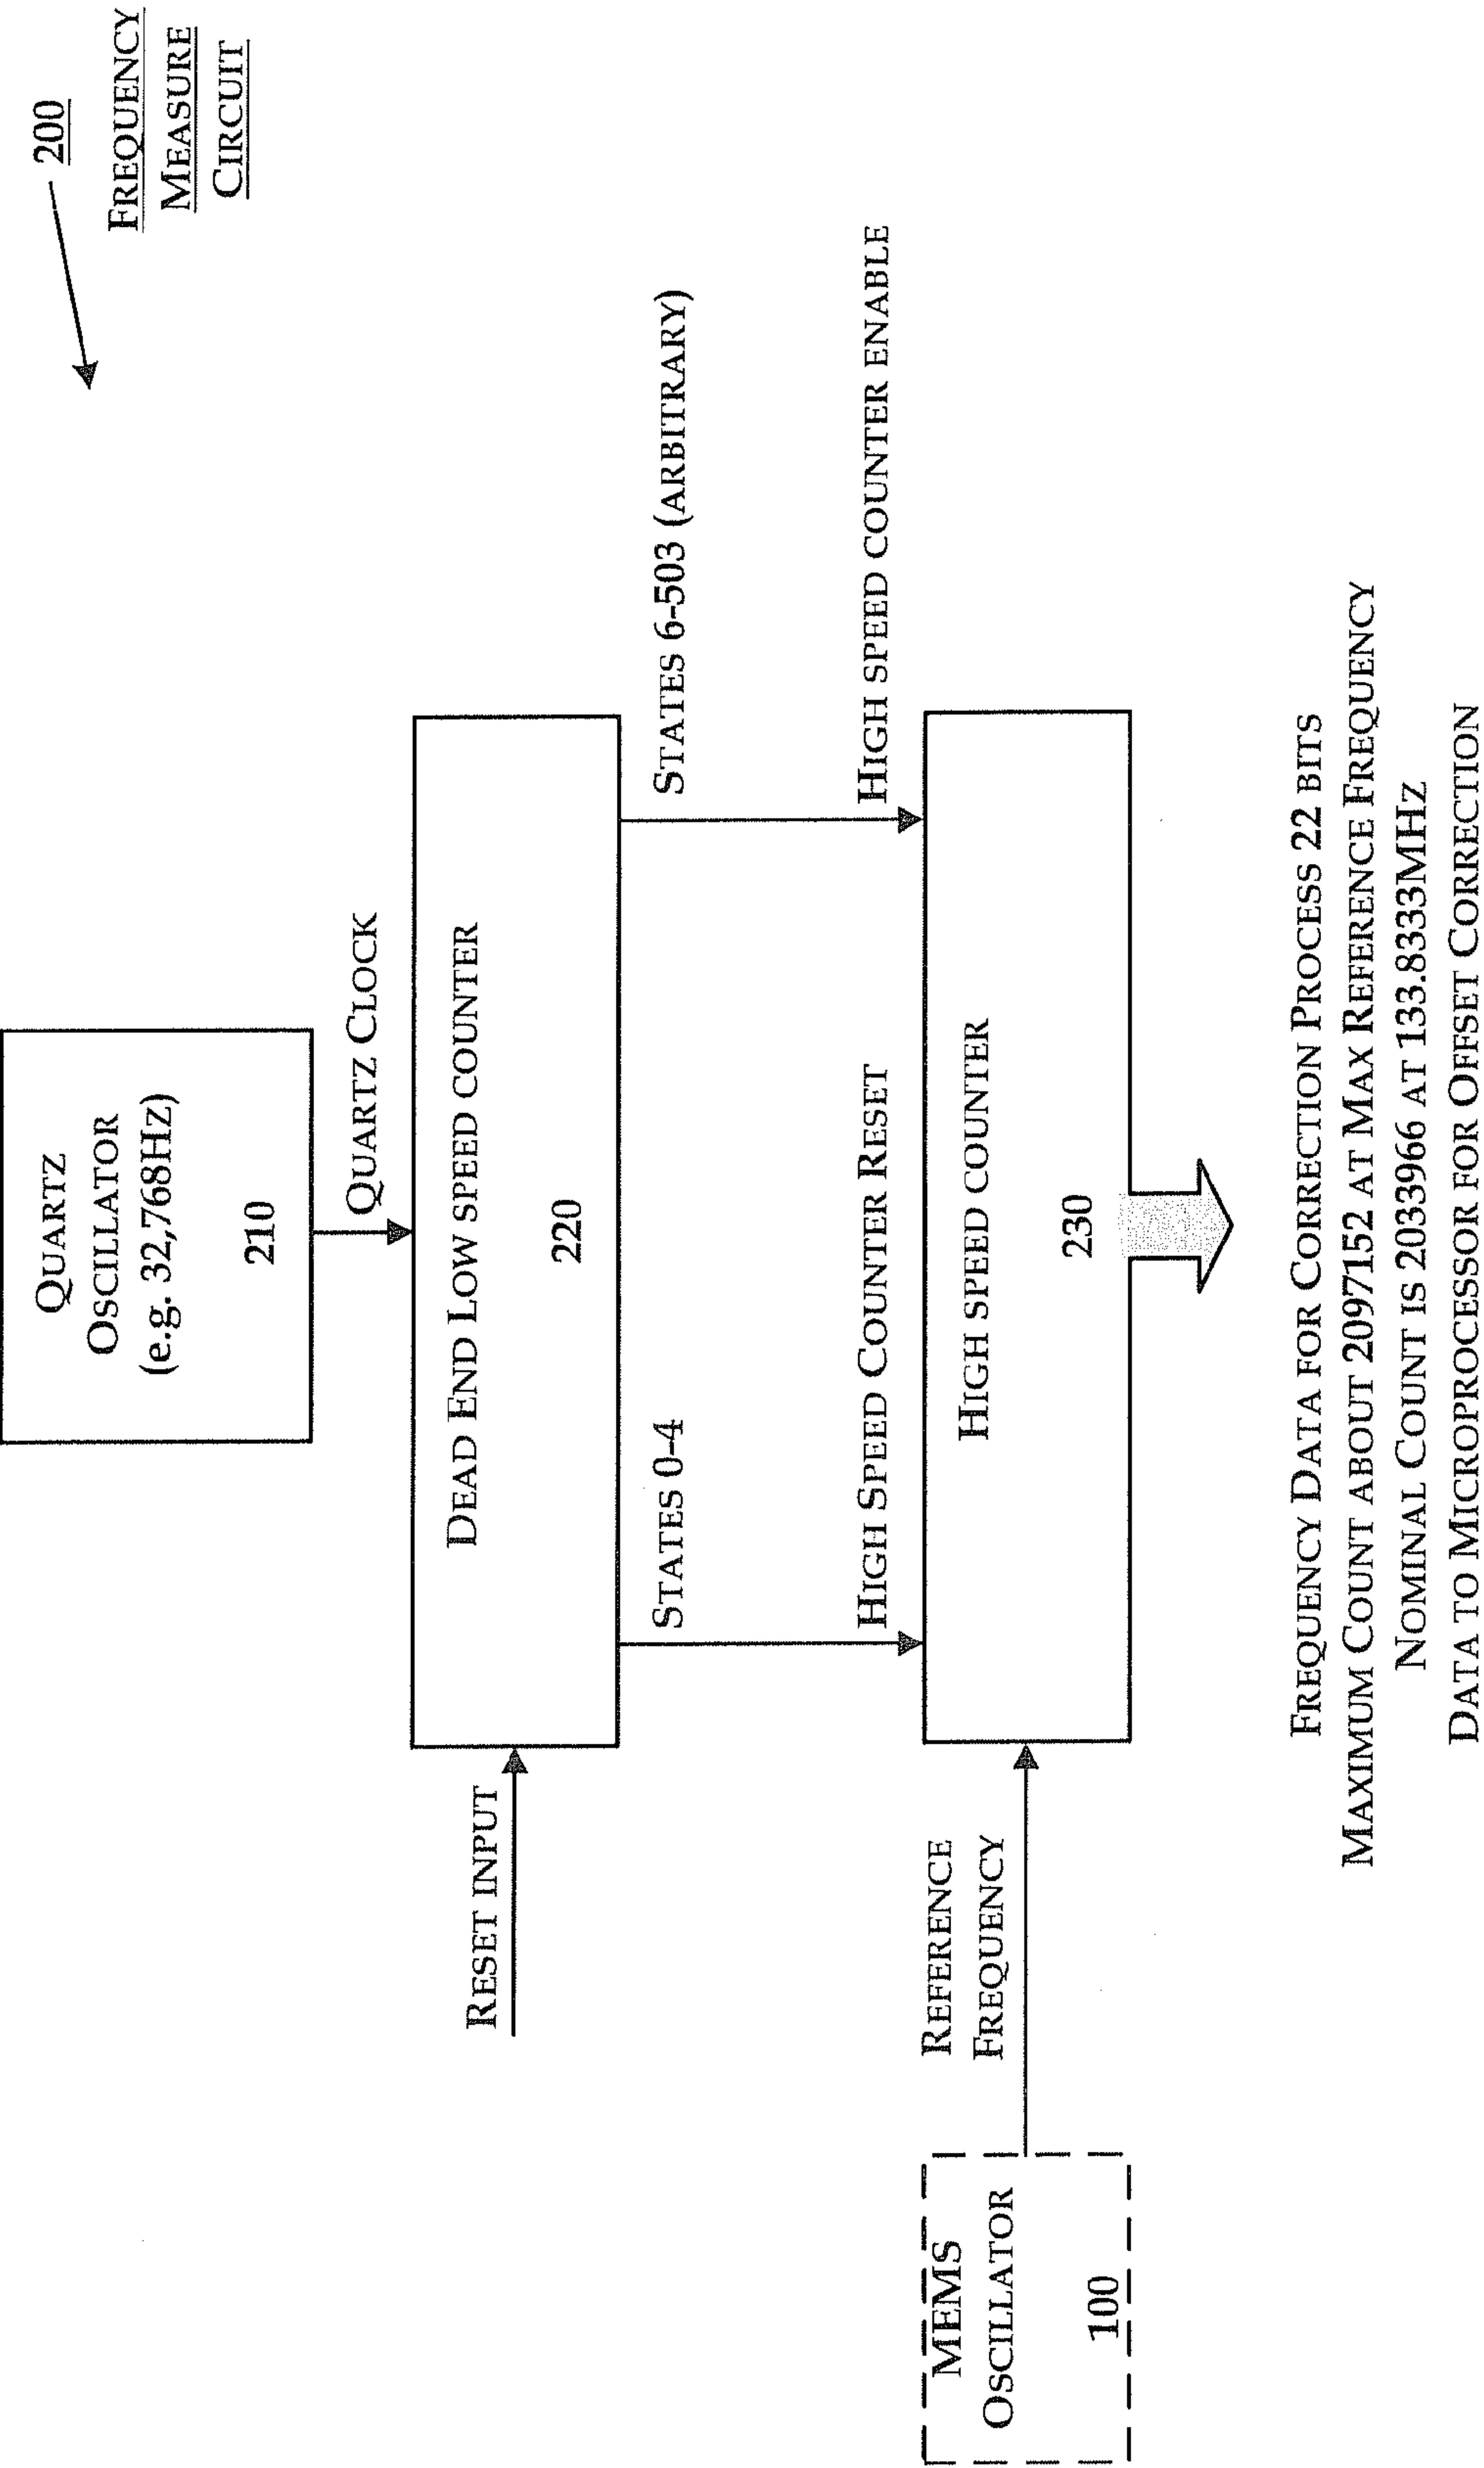 200
FREQUENCY
MEASURE
CIRCUIT
QUARTZ
OSCILLATOR
(e.g. 32,768HZ)
210
QUARTZ CLOCK
RESET INPUT
DEAD END LOW SPEED COUNTER
220
STATES 0-4
STATES 6-503 (ARBITRARY)
HIGH SPEED COUNTER RESET
HIGH SPEED COUNTER ENABLE
MEMS
OSCILLATOR
100
REFERENCE
FREQUENCY
HIGH SPEED COUNTER
230
FREQUENCY DATA FOR CORRECTION PROCESS 22 BITS
MAXIMUM COUNT ABOUT 2097152 AT MAX REFERENCE FREQUENCY
NOMINAL COUNT IS 2033966 AT 133.8333MHZ
DATA TO MICROPROCESSOR FOR OFFSET CORRECTION